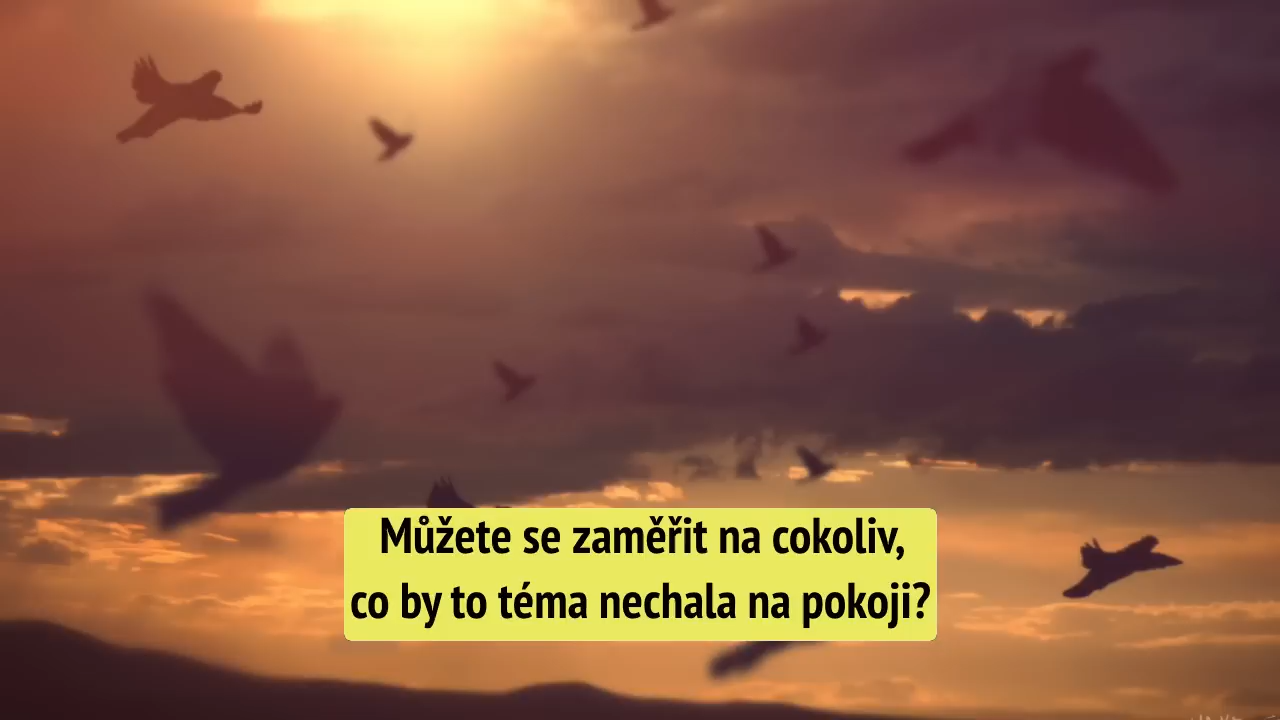 Můžete se zaměřit na cokoliv,
co by to téma nechala na pokoji?